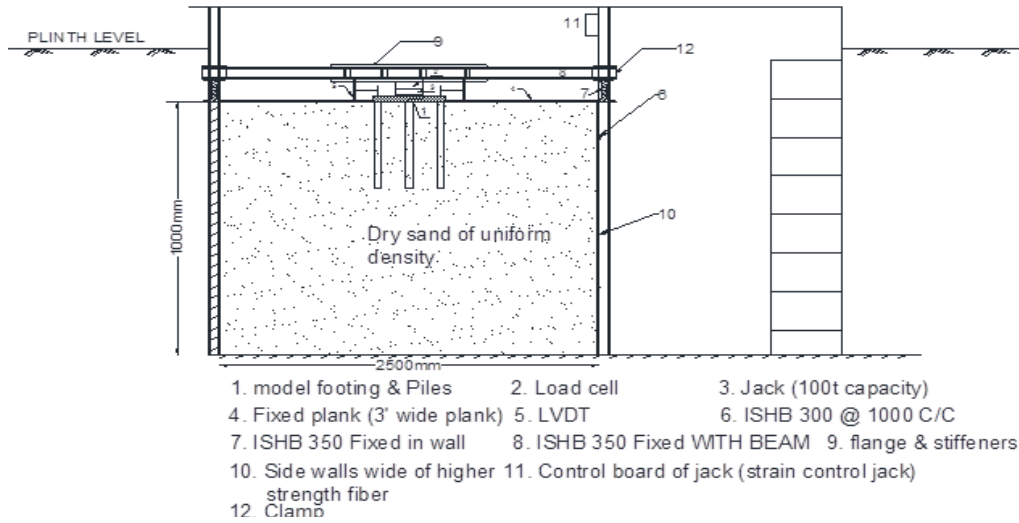 11
PLINTH LEVEL
9
12
8
7
4
6
1
10
1000mm
Dry sand of uniform
density.
2500mm
1. model footing & Piles 2. Load cell 3. Jack (100t capacity)
4. Fixed plank (3' wide plank) 5. LVDT 6. ISHB 300 @ 1000 C/C
7. ISHB 350 Fixed in wall 8. ISHB 350 Fixed WITH BEAM 9. flange & stiffeners
10. Side walls wide of higher 11. Control board of jack (strain control jack)
strength fiber
12. Clamp